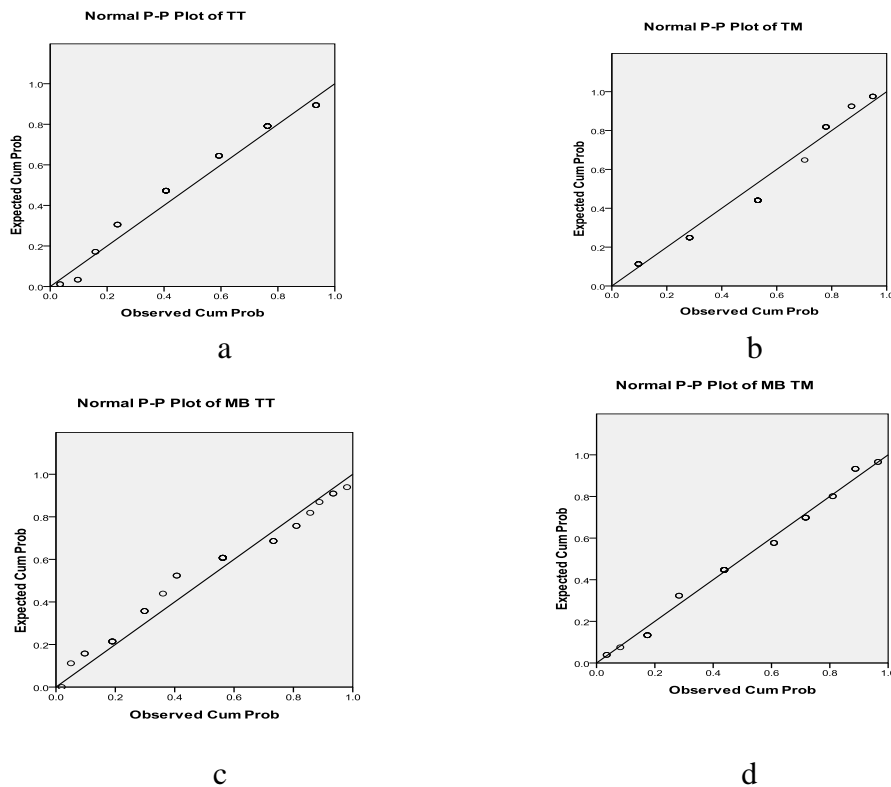 Normal P-P Plot of TT
Expected Cum Prob
1.0
0.8
0.6
0.4
0.2
0.0
0.0 0.2 0.4 0.6 0.8 1.0
Observed Cum Prob
a
Normal P-P Plot of TM
Expected Cum Prob
1.0
0.8
0.6
0.4
0.2
0.0
0.0 0.2 0.4 0.6 0.8 1.0
Observed Cum Prob
b
Normal P-P Plot of MB TT
Expected Cum Prob
1.0
0.8
0.6
0.4
0.2
0.0
0.0 0.2 0.4 0.6 0.8 1.0
Observed Cum Prob
c
Normal P-P Plot of MB TM
Expected Cum Prob
1.0
0.8
0.6
0.4
0.2
0.0
0.0 0.2 0.4 0.6 0.8 1.0
Observed Cum Prob
d